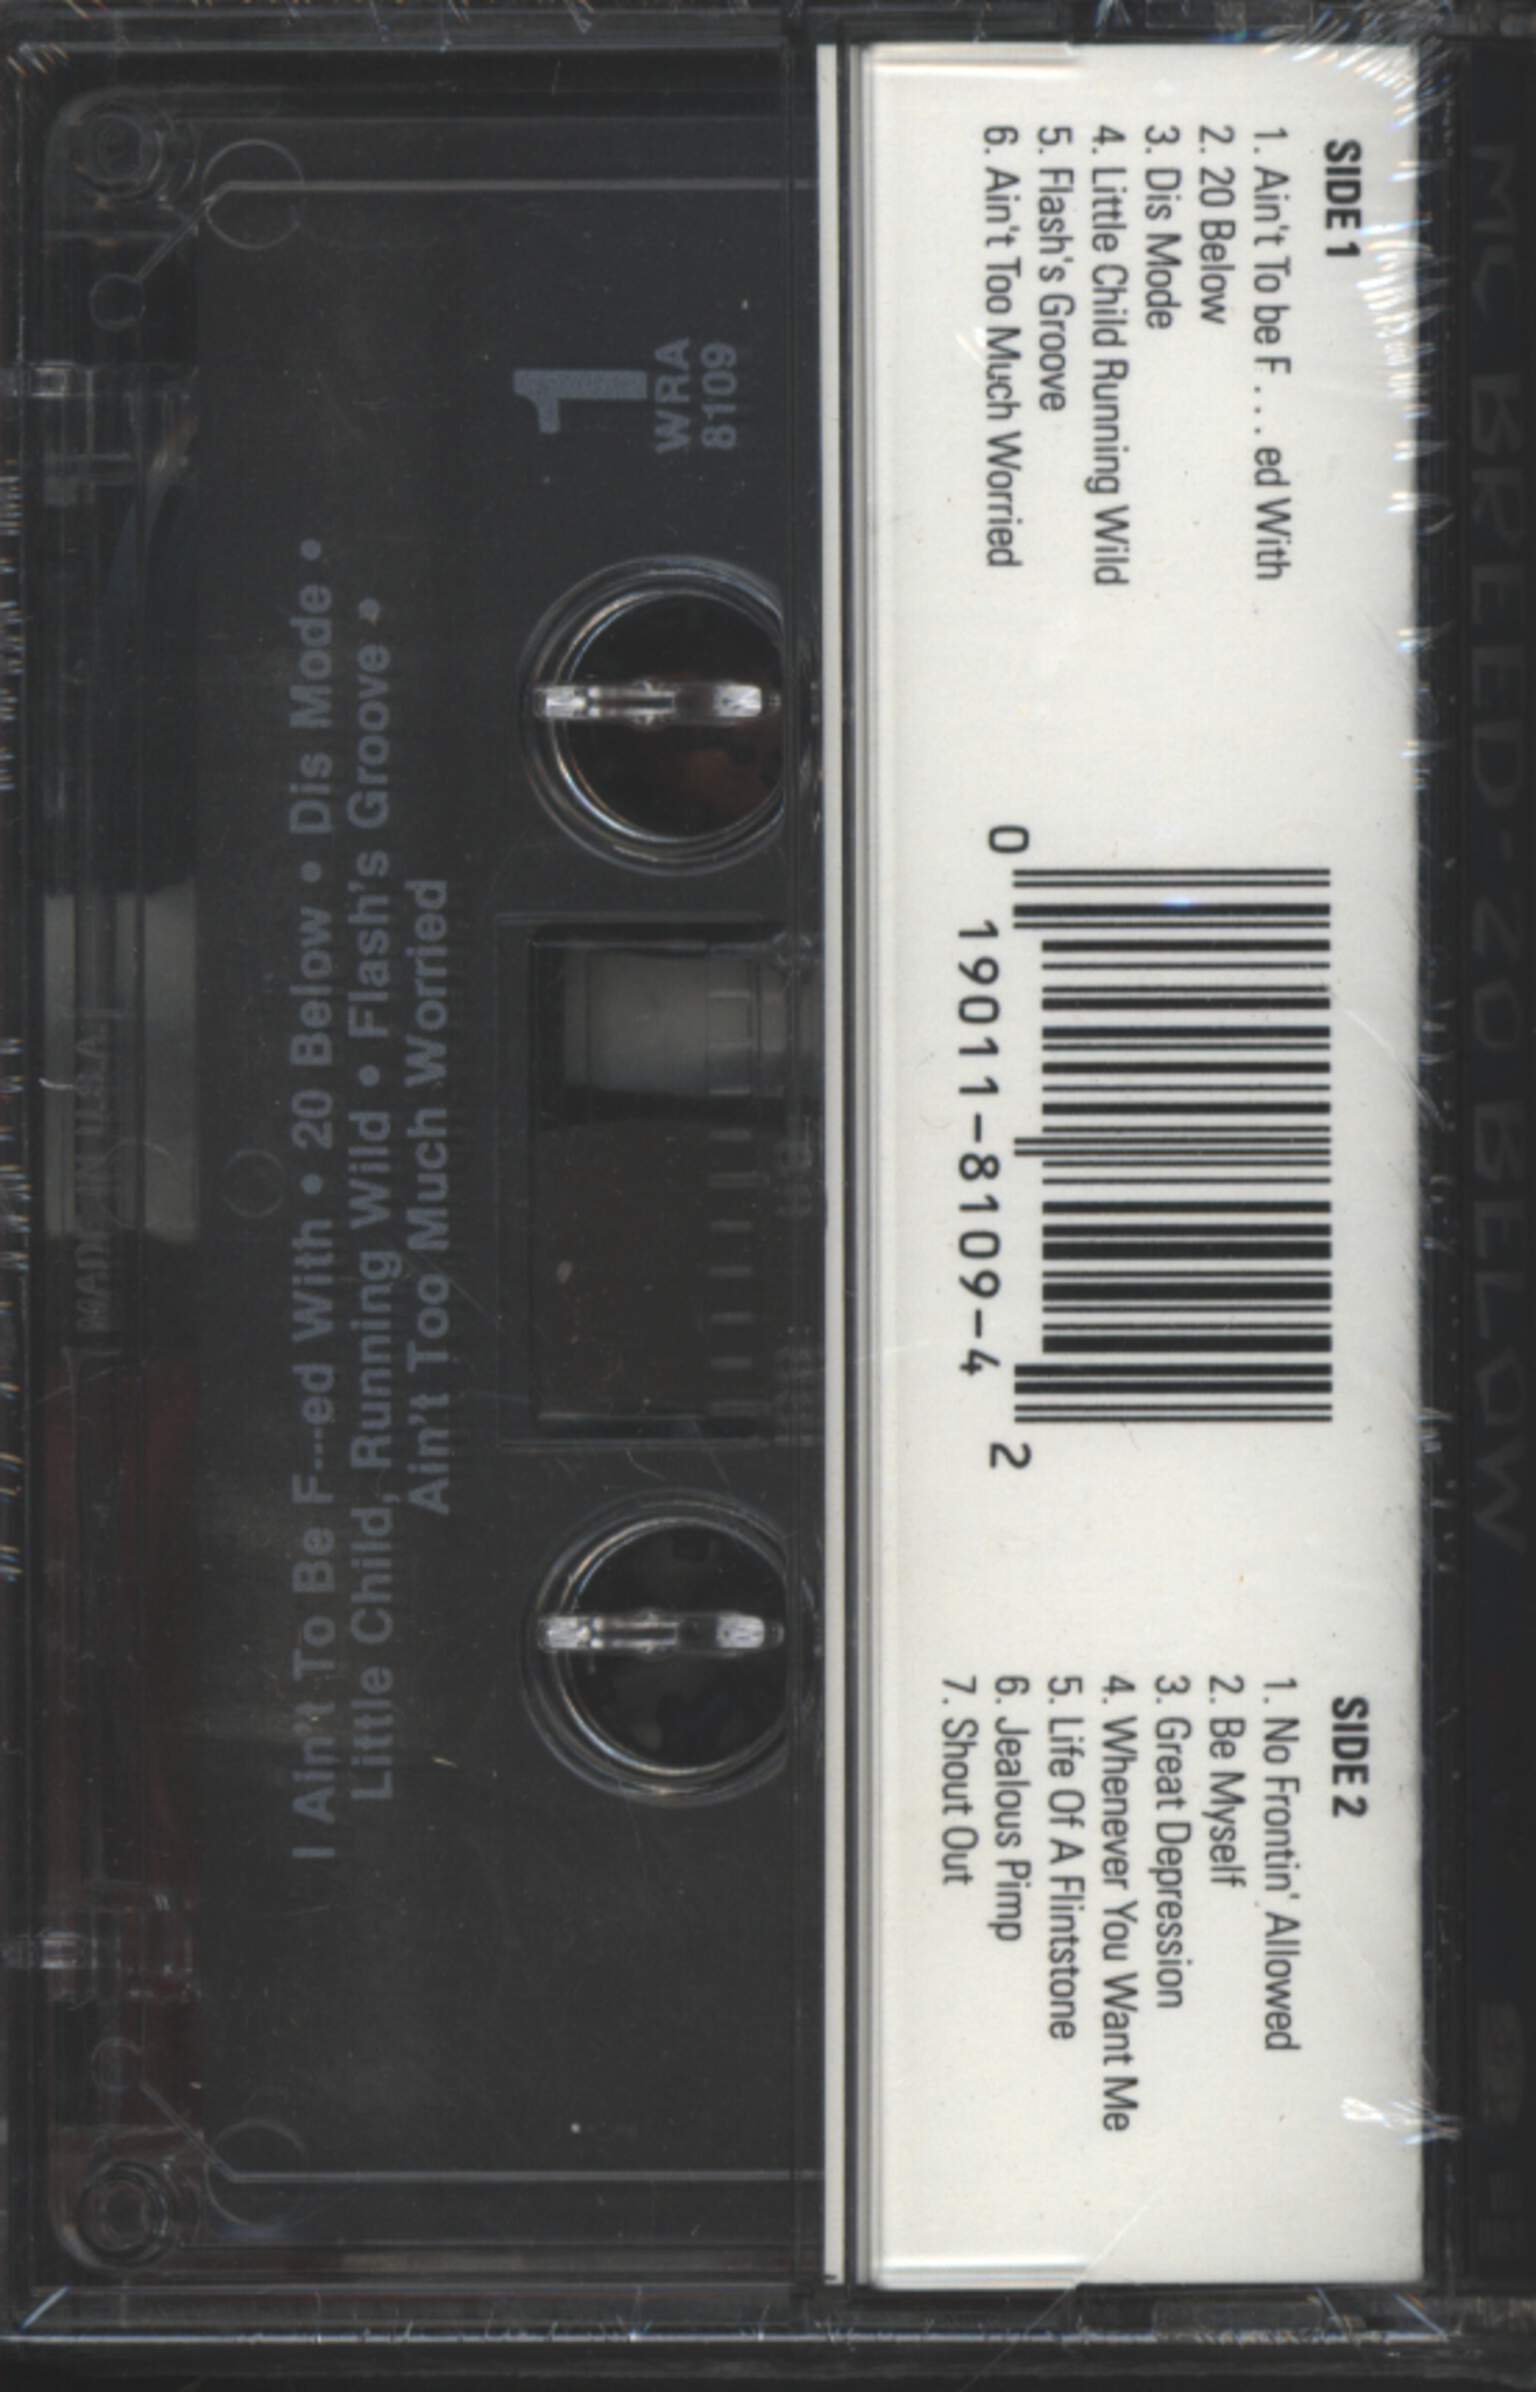 SIDE 1
1. Ain't To be F . . . ed With
2. 20 Below
3. Dis Mode
4. Little Child Running Wild
5. Flash's Groove
6. Ain't Too Much Worried
0 19011-8109-4 2
SIDE 2
1. No Frontin' Allowed
2. Be Myself
3. Great Depression
4. Whenever You Want Me
5. Life Of A Flintstone
6. Jealous Pimp
7. Shout Out
MC BREED-20 BELOW
1
WRA
8109
I Ain't To Be F---ed With • 20 Below • Dis Mode •
Little Child, Running Wild • Flash's Groove •
Ain't Too Much Worried
MADE IN U.S.A.